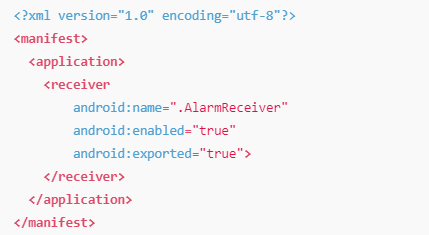 <?xml version="1.0" encoding="utf-8"?>
<manifest>
  <application>
    <receiver
        android:name=".AlarmReceiver"
        android:enabled="true"
        android:exported="true">
    </receiver>
  </application>
</manifest>